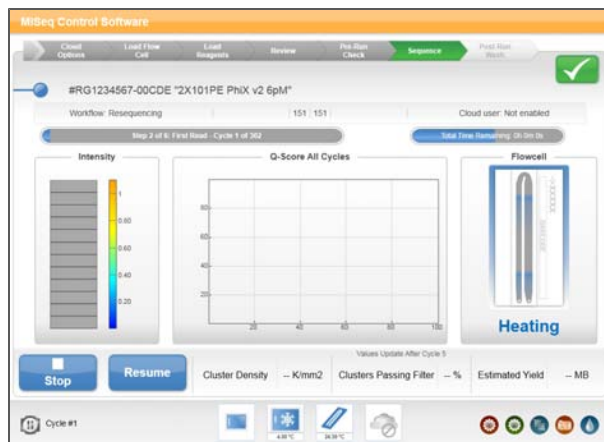 MiSeq Control Software
Cloud Options
Load Flow Cell
Load Reagents
Review
Pre-Run Check
Sequence
Post-Run Wash
#RG1234567-00CDE "2X101PE PhiX v2 6pM"
Workflow: Resequencing
151 151
Cloud user: Not enabled
Step 2 of 6: First Read - Cycle 1 of 302
Total Time Remaining: 0h 0m 0s
Intensity
Q-Score All Cycles
Flowcell
1
0.80
0.60
0.40
0.20
80
60
40
20
20
40
60
80
100
Heating
Values Update After Cycle 5
Stop
Resume
Cluster Density
-- K/mm2
Clusters Passing Filter
-- %
Estimated Yield
-- MB
Cycle #1
4.00 °C